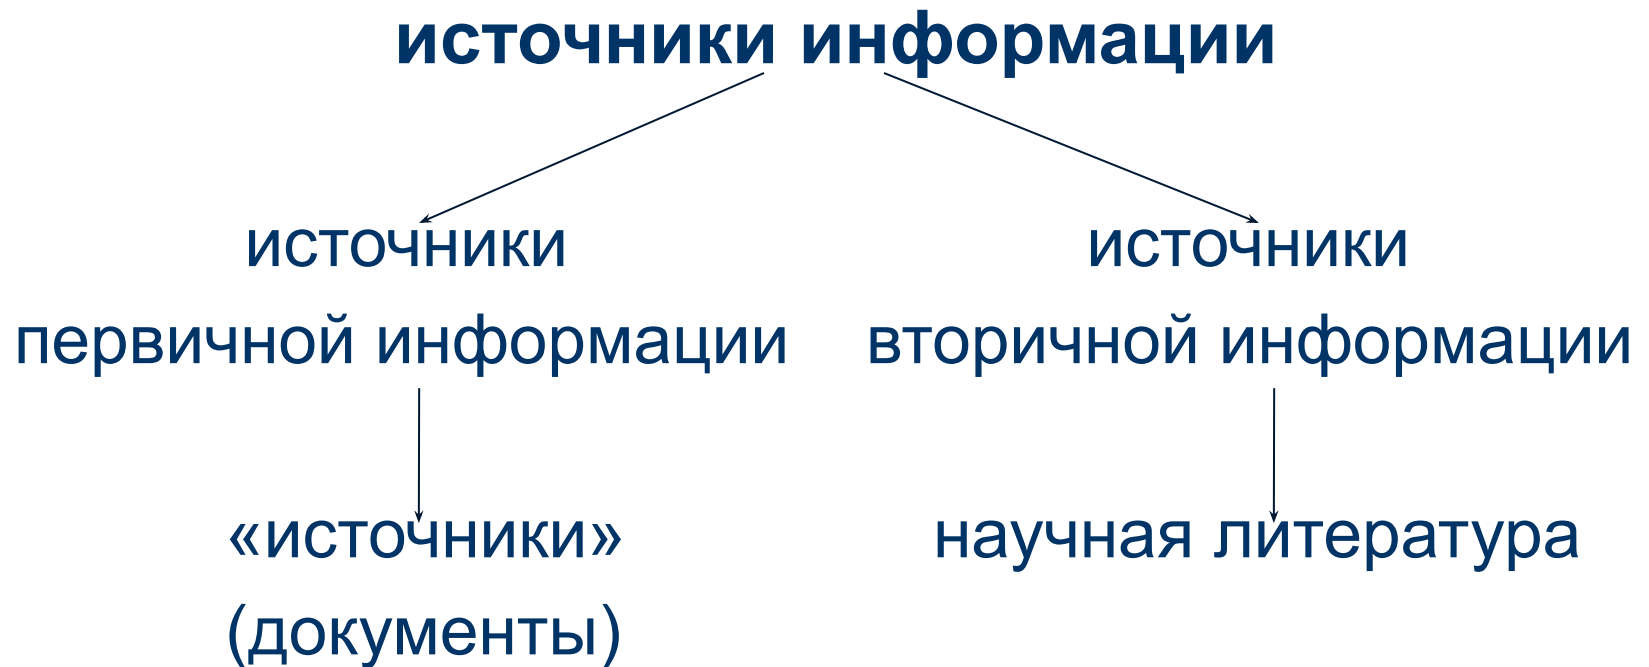 источники информации
источники
первичной информации
«источники»
(документы)
источники
вторичной информации
научная литература